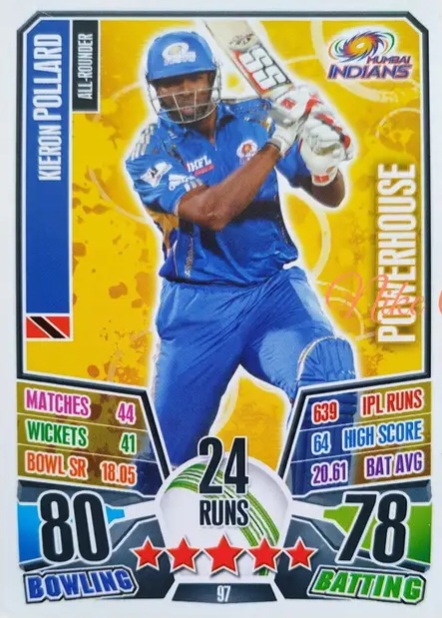 KIERON POLLARD
ALL-ROUNDER
MUMBAI
INDIANS
SS
POWERHOUSE
MATCHES 44
WICKETS 41
BOWL SR 18.05
639 IPL RUNS
64 HIGH SCORE
20.61 BAT AVG
24
RUNS
80
BOWLING
78
BATTING
97